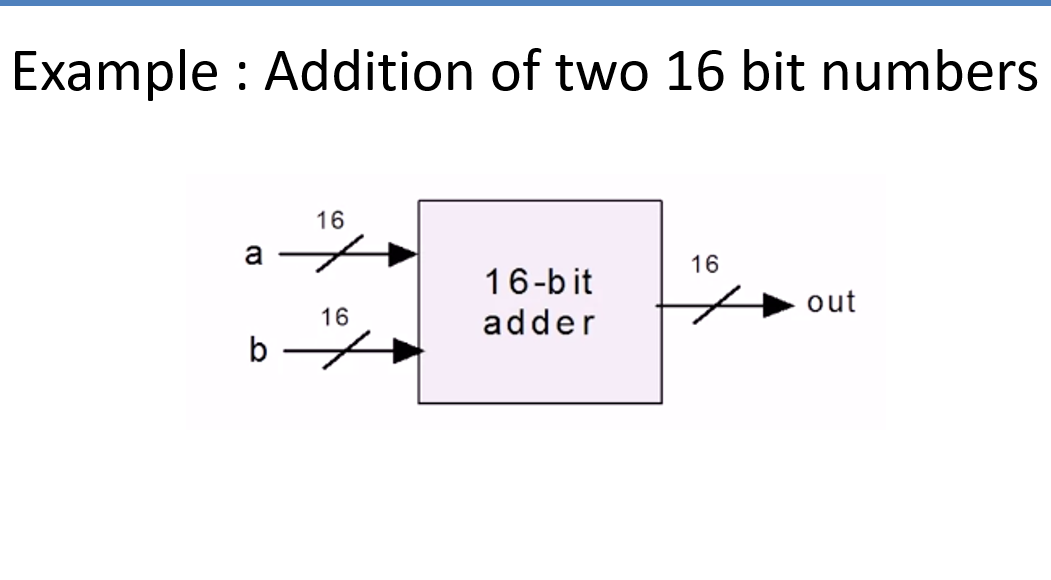 Example : Addition of two 16 bit numbers
16
a
16
b
16-bit
adder
16
out